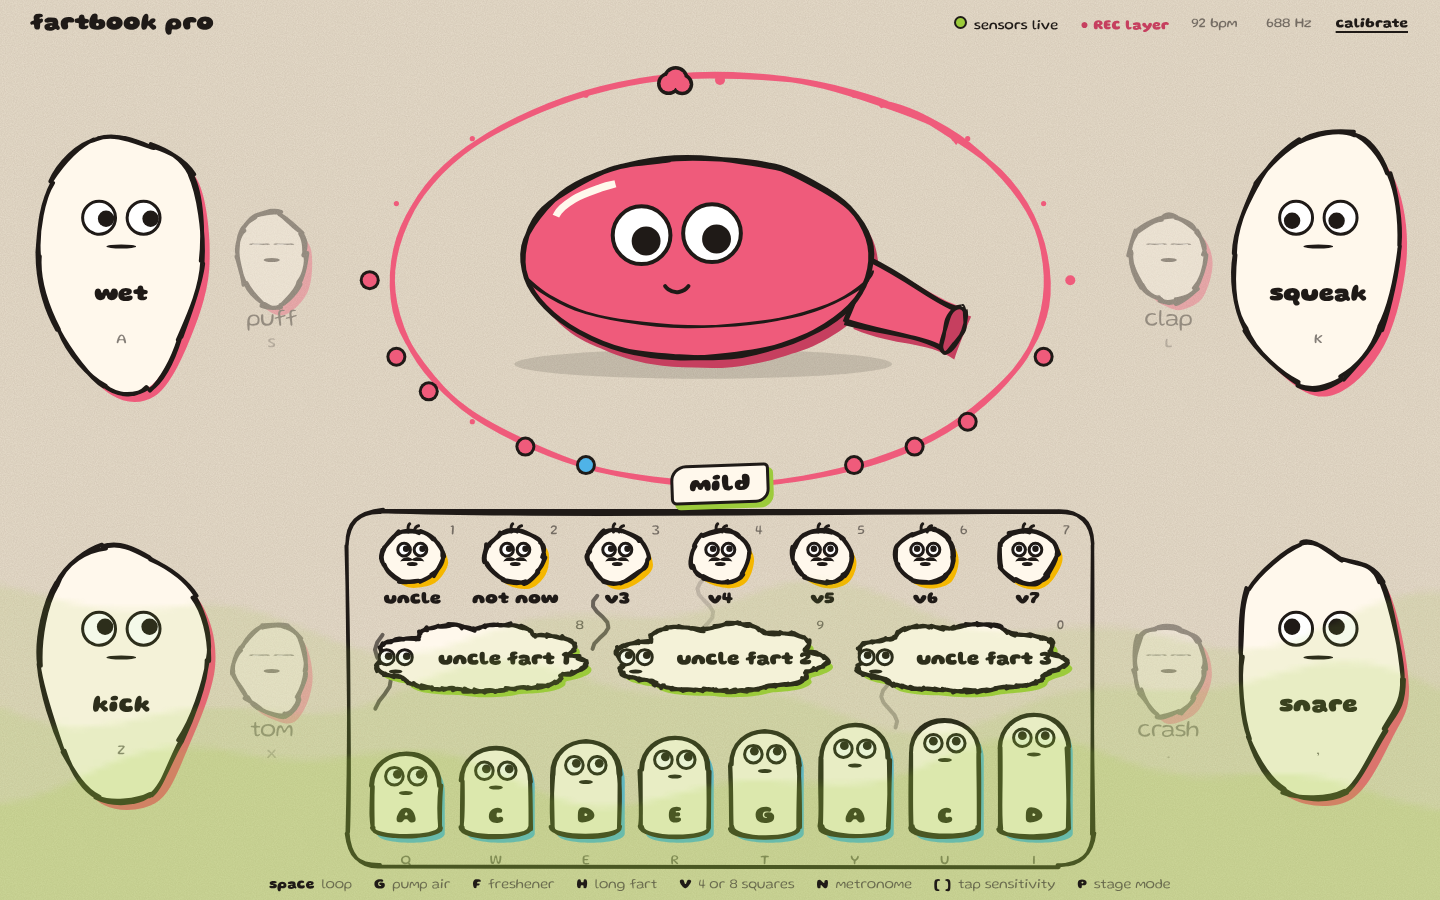 fartbook pro
sensors live • REC layer 92 bpm 688 Hz calibrate
wet
A
puff
S
clap
L
squeak
K
mild
1 2 3 4 5 6 7
uncle not now v3 v4 v5 v6 v7
8 9 0
uncle fart 1 uncle fart 2 uncle fart 3
kick
Z
tom
X
crash
.
snare
,
A C D E G A C D
Q W E R T Y U I
space loop G pump air F freshener H long fart V 4 or 8 squares N metronome [ ] tap sensitivity P stage mode